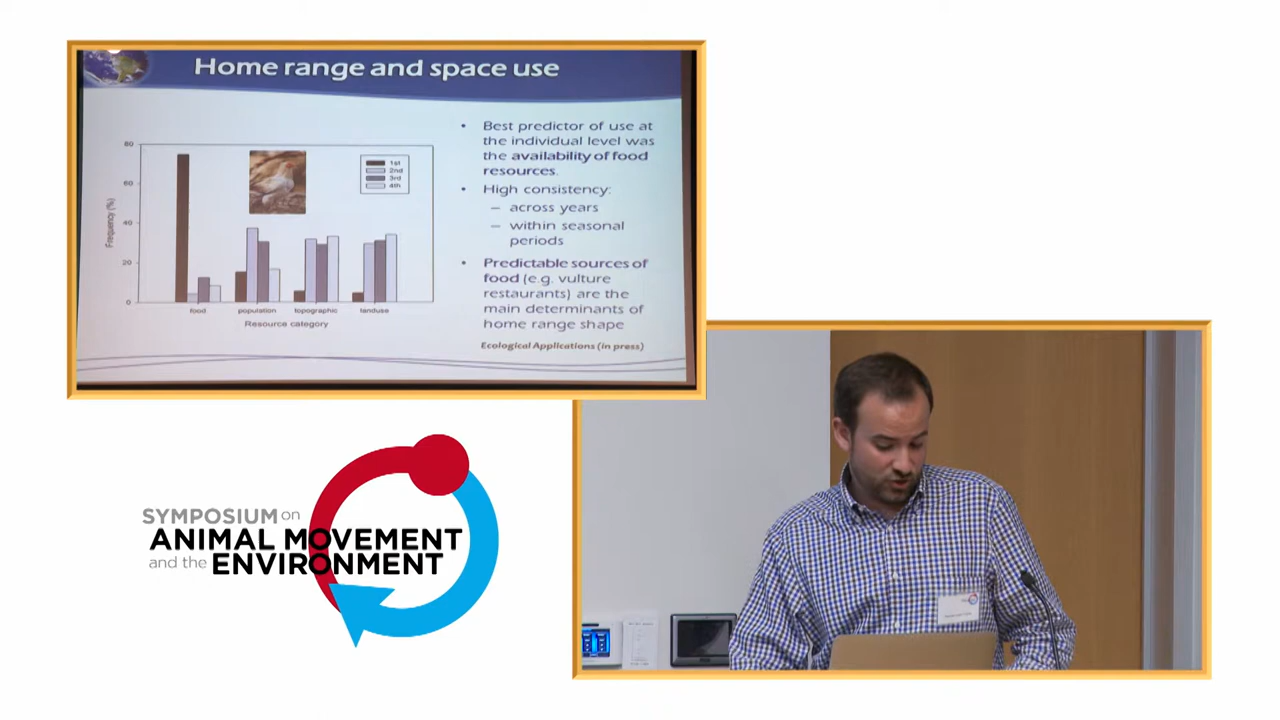 Home range and space use
• Best predictor of use at
the individual level was
the availability of food
resources.
• High consistency:
– across years
– within seasonal
periods
• Predictable sources of
food (e.g. vulture
restaurants) are the
main determinants of
home range shape
Ecological Applications (in press)
80
60
40
20
0
Frequency (%)
1st
2nd
3rd
4th
food population topographic landuse
Resource category
SYMPOSIUM on
ANIMAL MOVEMENT
and the ENVIRONMENT